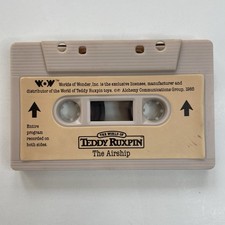 WOW
Worlds of Wonder, Inc. is the exclusive licensee, manufacturer and
distributor of the World of Teddy Ruxpin toys. Alchemy Communications Group, 1985
Entire
program
recorded on
both sides.
THE WORLD OF
TEDDY RUXPIN
The Airship